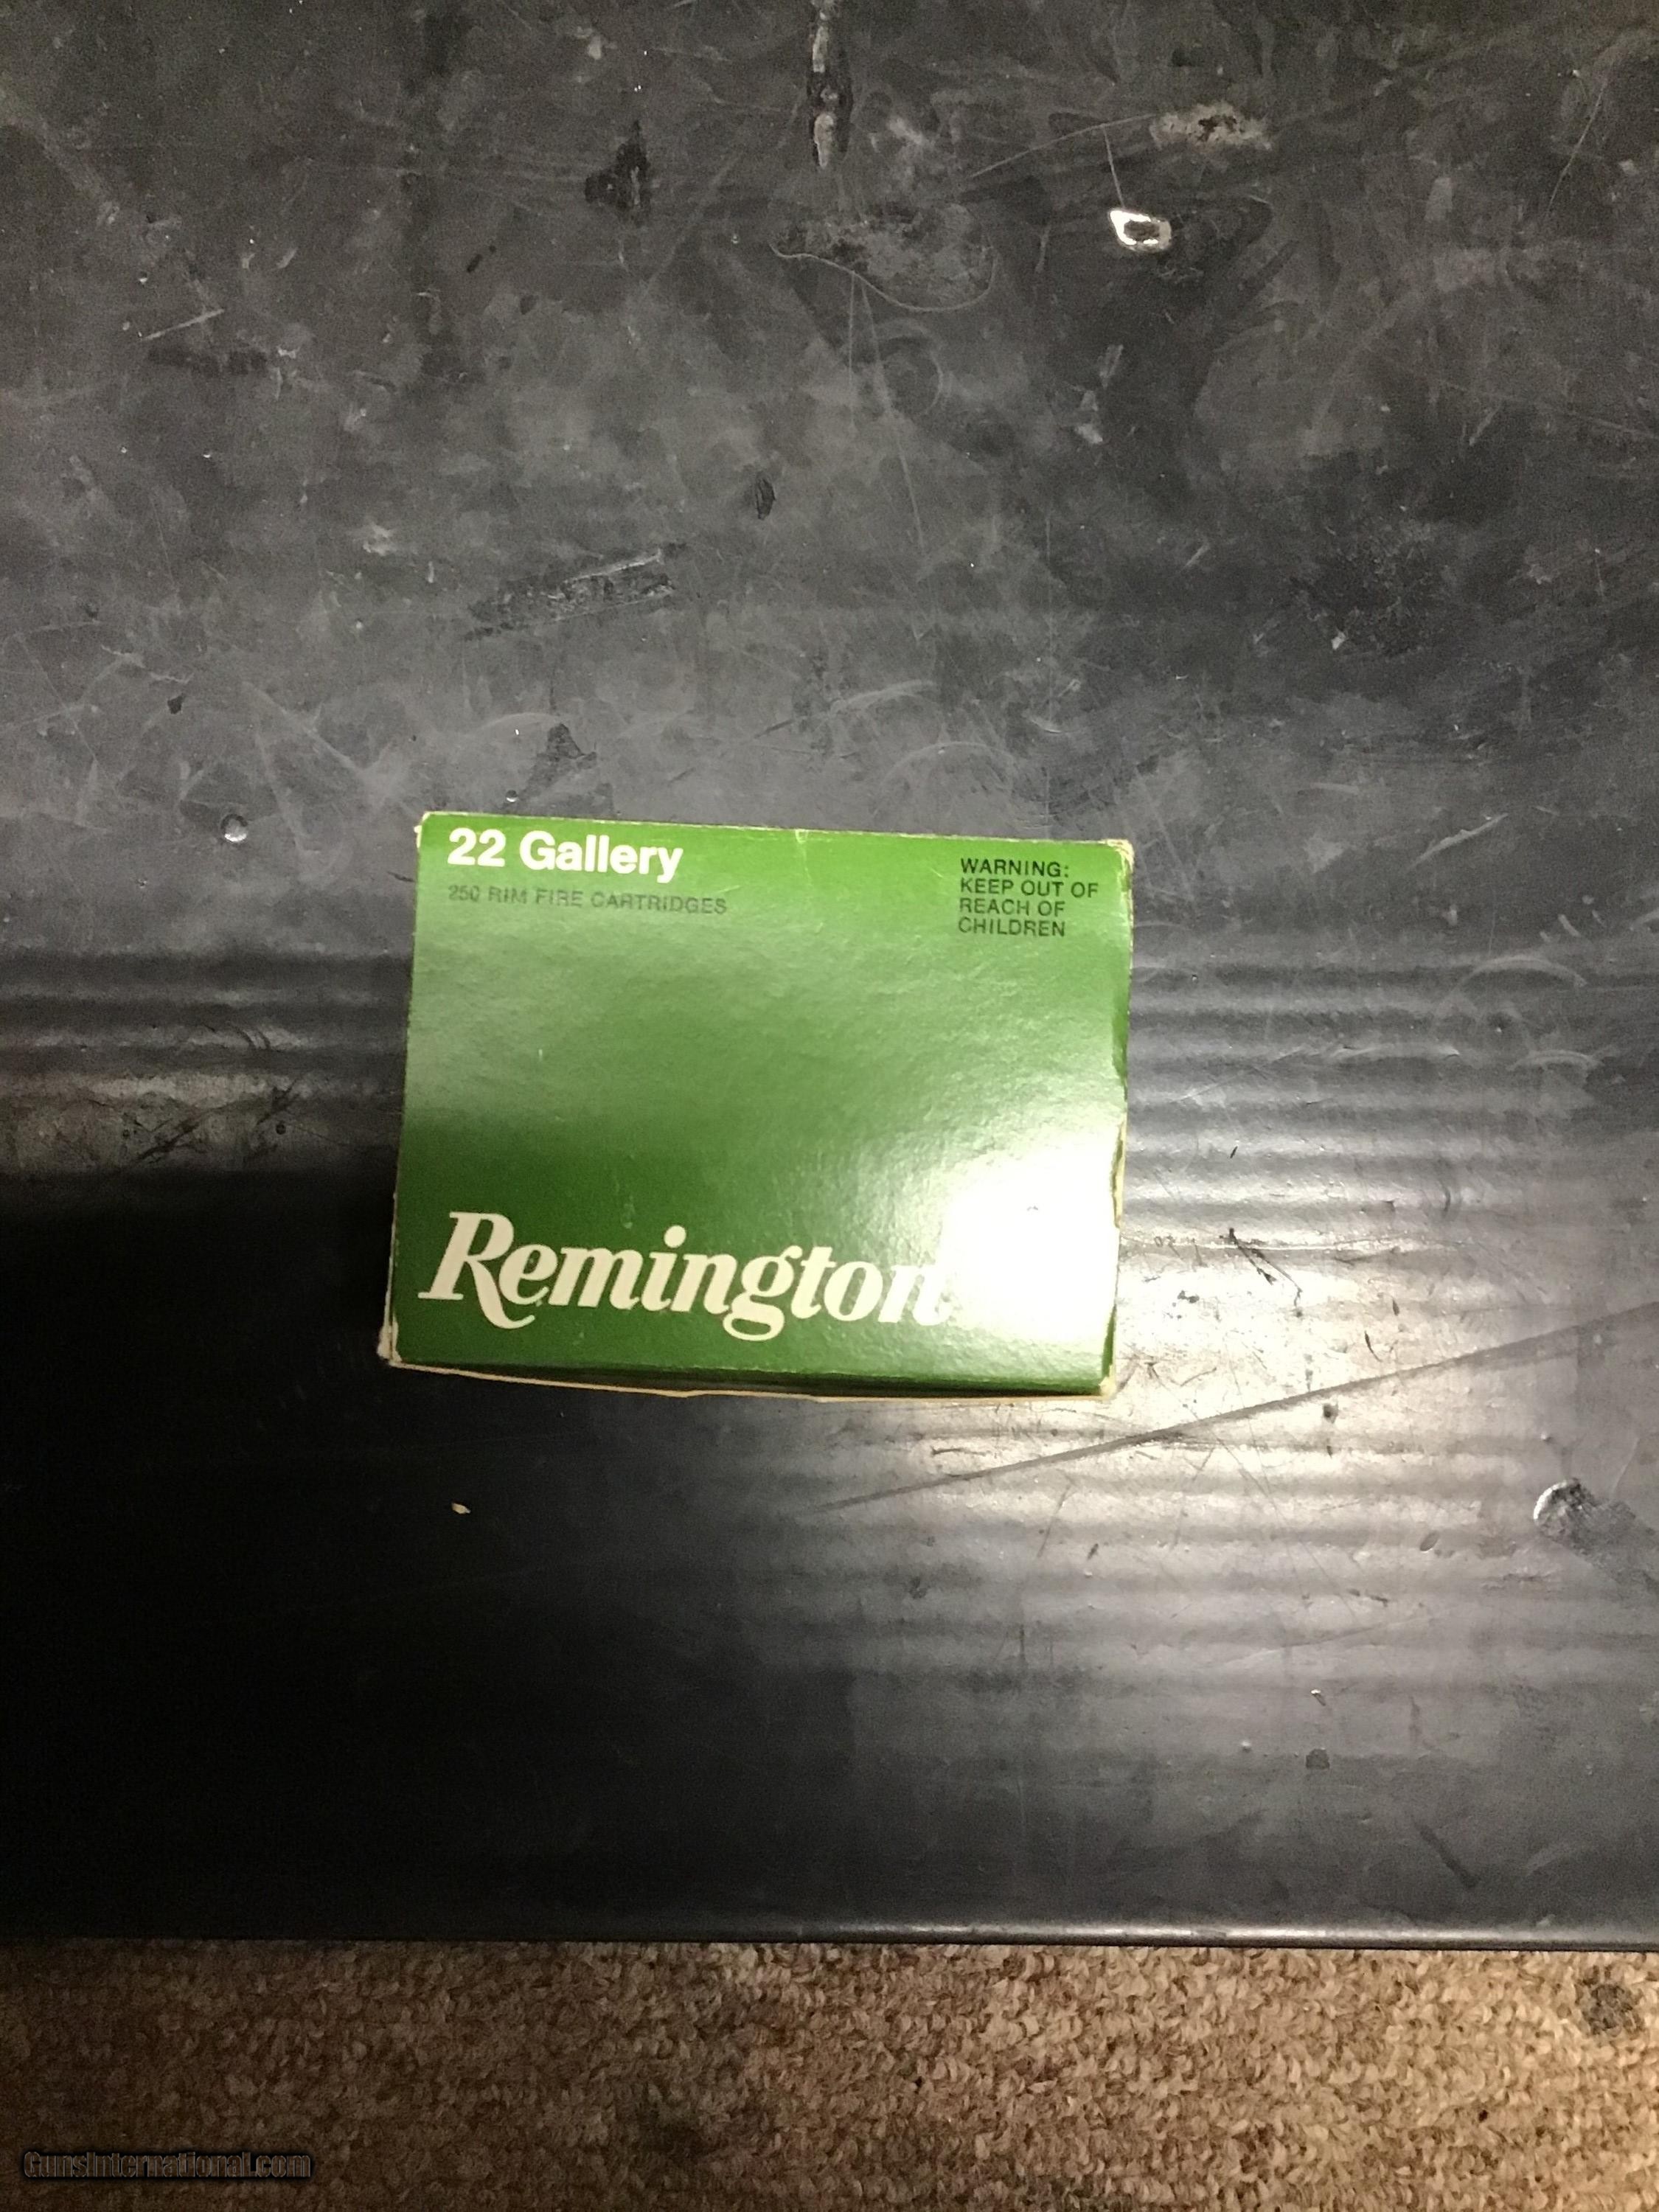 22 Gallery
250 RIM FIRE CARTRIDGES
WARNING:
KEEP OUT OF
REACH OF
CHILDREN
Remington
GunsInternational.com